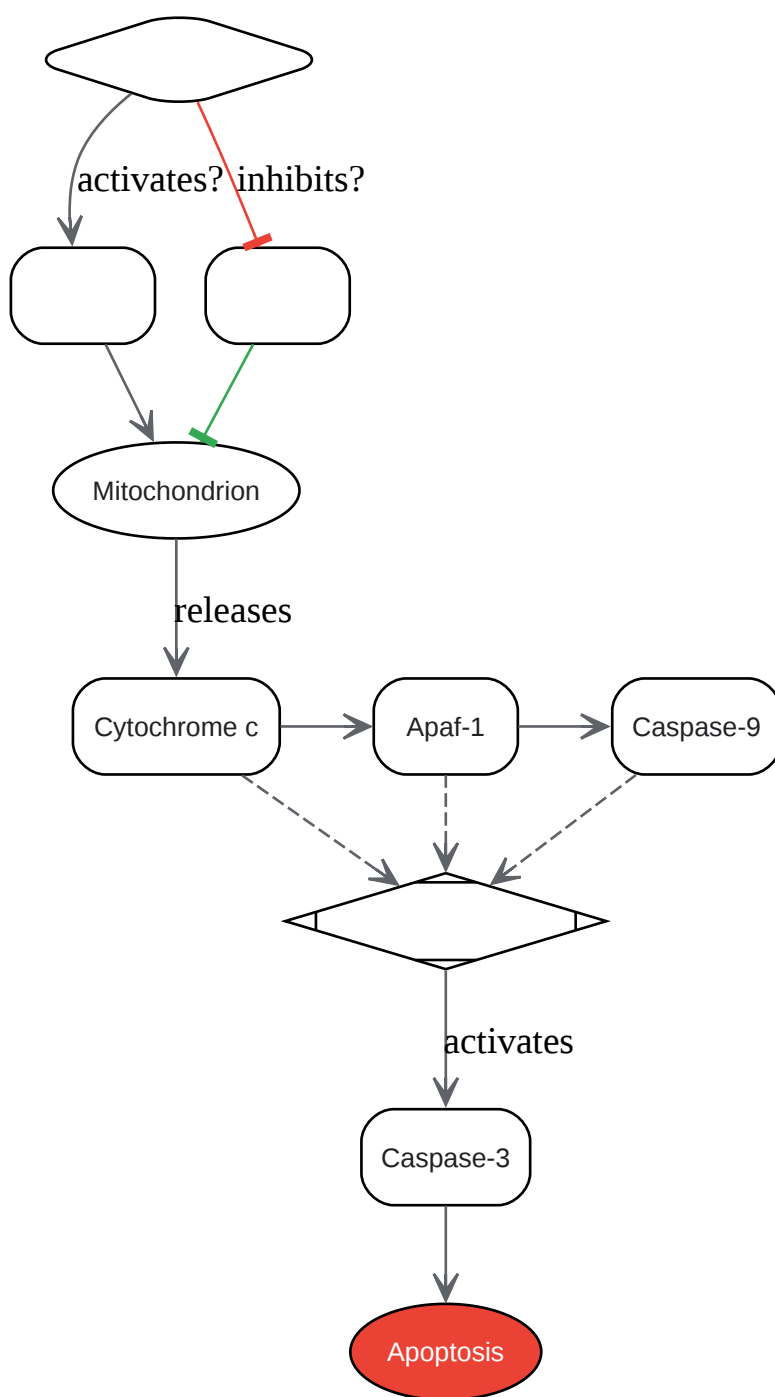 activates? inhibits?
Mitochondrion
releases
Cytochrome c
Apaf-1
Caspase-9
activates
Caspase-3
Apoptosis